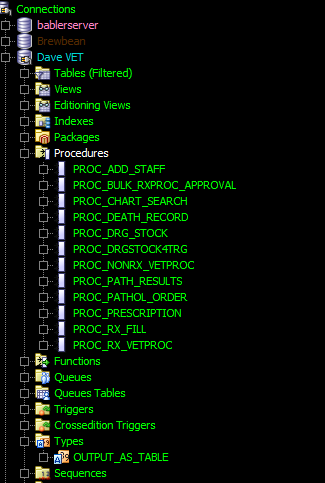 Connections
bablerserver
Brewbean
Dave VET
Tables (Filtered)
Views
Editioning Views
Indexes
Packages
Procedures
PROC_ADD_STAFF
PROC_BULK_RXPROC_APPROVAL
PROC_CHART_SEARCH
PROC_DEATH_RECORD
PROC_DRG_STOCK
PROC_DRGSTOCK4TRG
PROC_NONRX_VETPROC
PROC_PATH_RESULTS
PROC_PATHOL_ORDER
PROC_PRESCRIPTION
PROC_RX_FILL
PROC_RX_VETPROC
Functions
Queues
Queues Tables
Triggers
Crossedition Triggers
Types
OUTPUT_AS_TABLE
Sequences